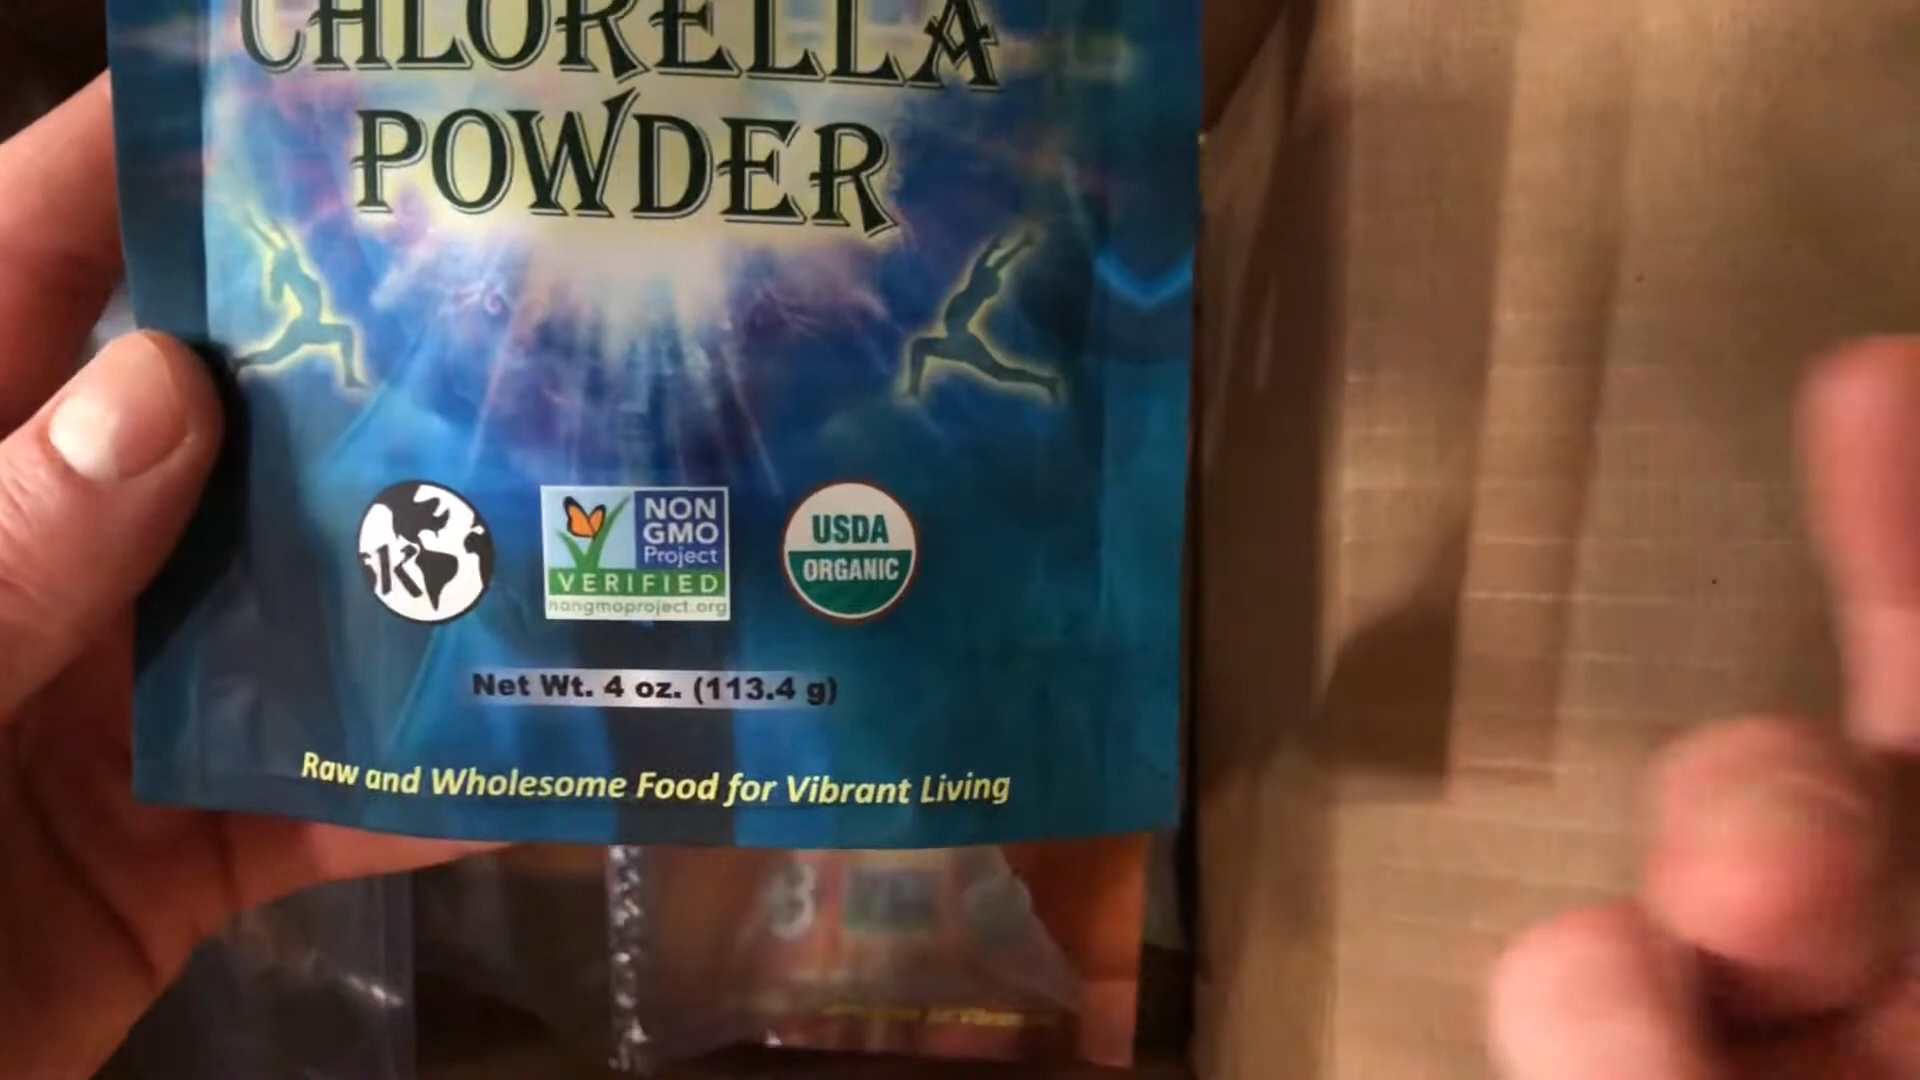 CHLORELLA
POWDER
K
NON
GMO
Project
VERIFIED
nongmoproject.org
USDA
ORGANIC
Net Wt. 4 oz. (113.4 g)
Raw and Wholesome Food for Vibrant Living